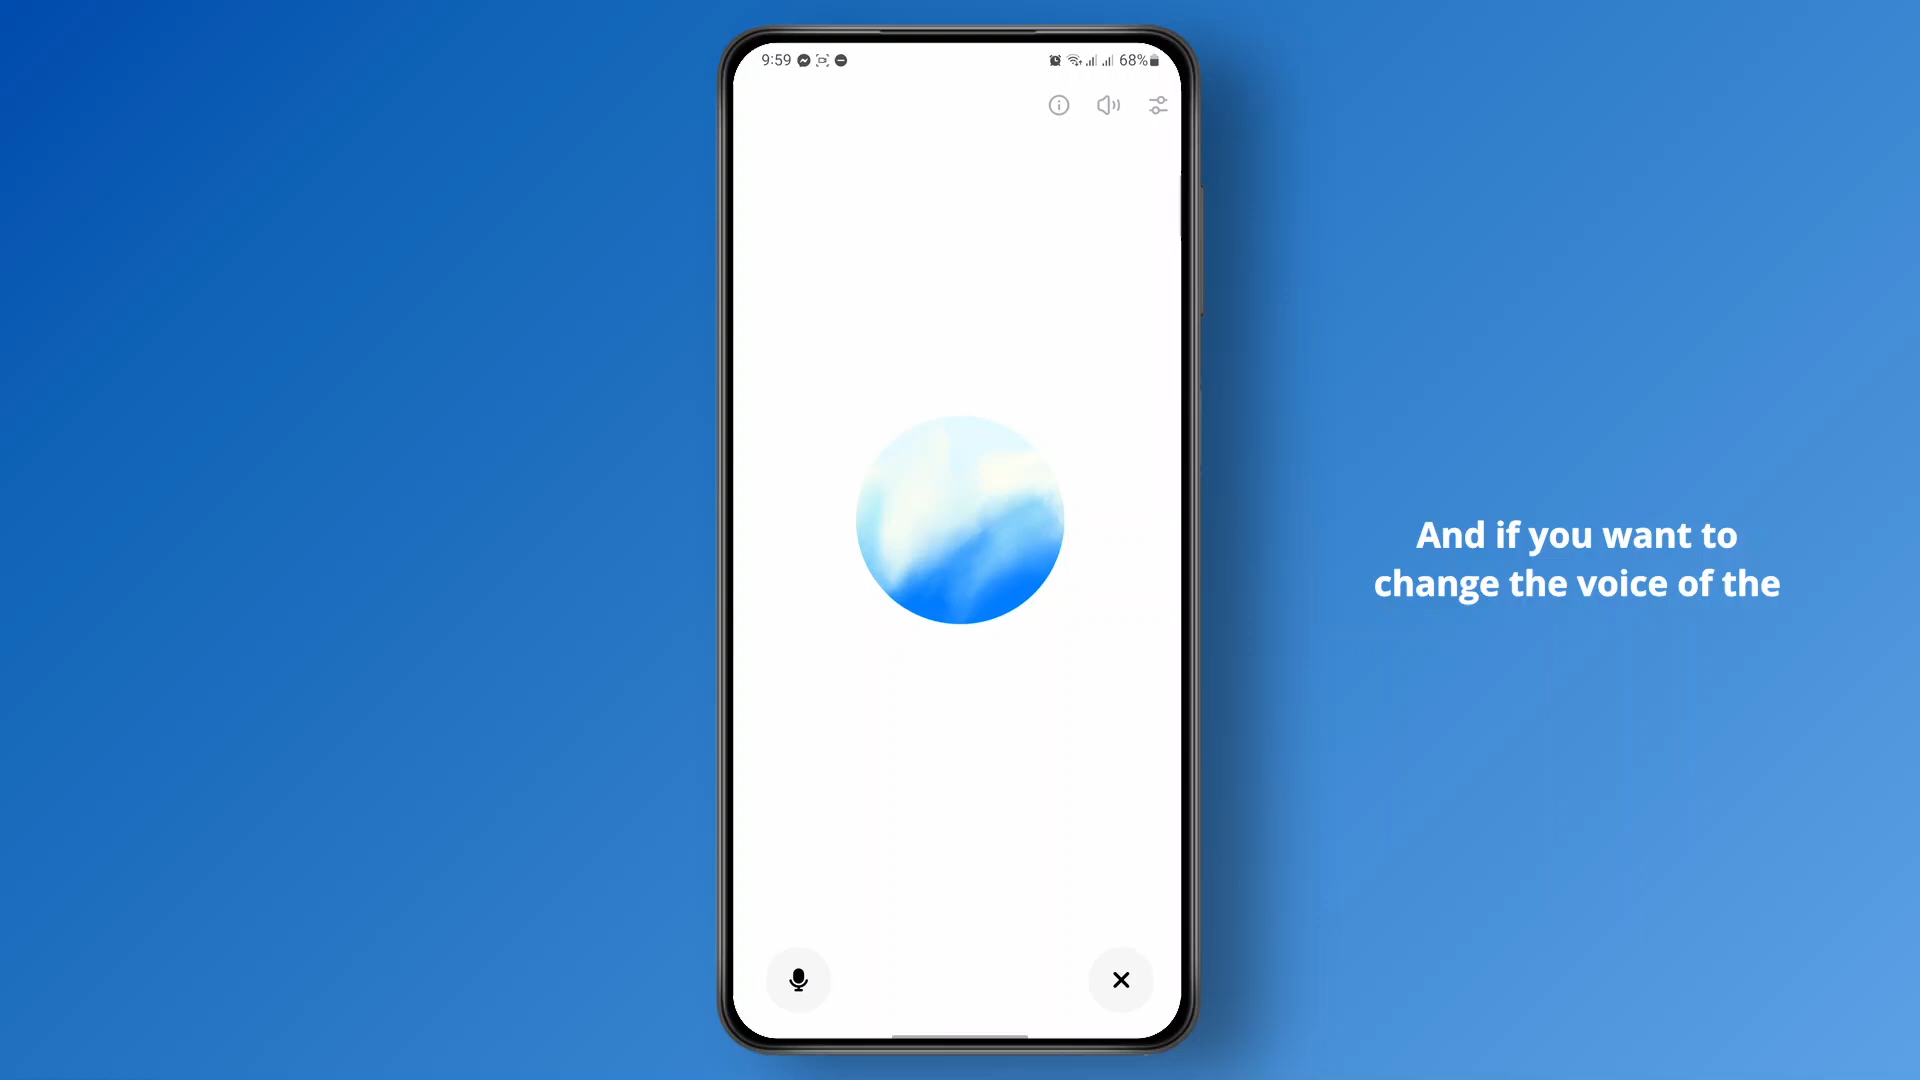 9:59
68%
And if you want to
change the voice of the